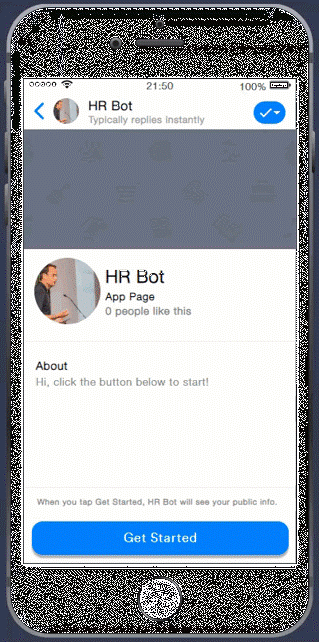 21:50
100%
HR Bot
Typically replies instantly
HR Bot
App Page
0 people like this
About
Hi, click the button below to start!
When you tap Get Started, HR Bot will see your public info.
Get Started